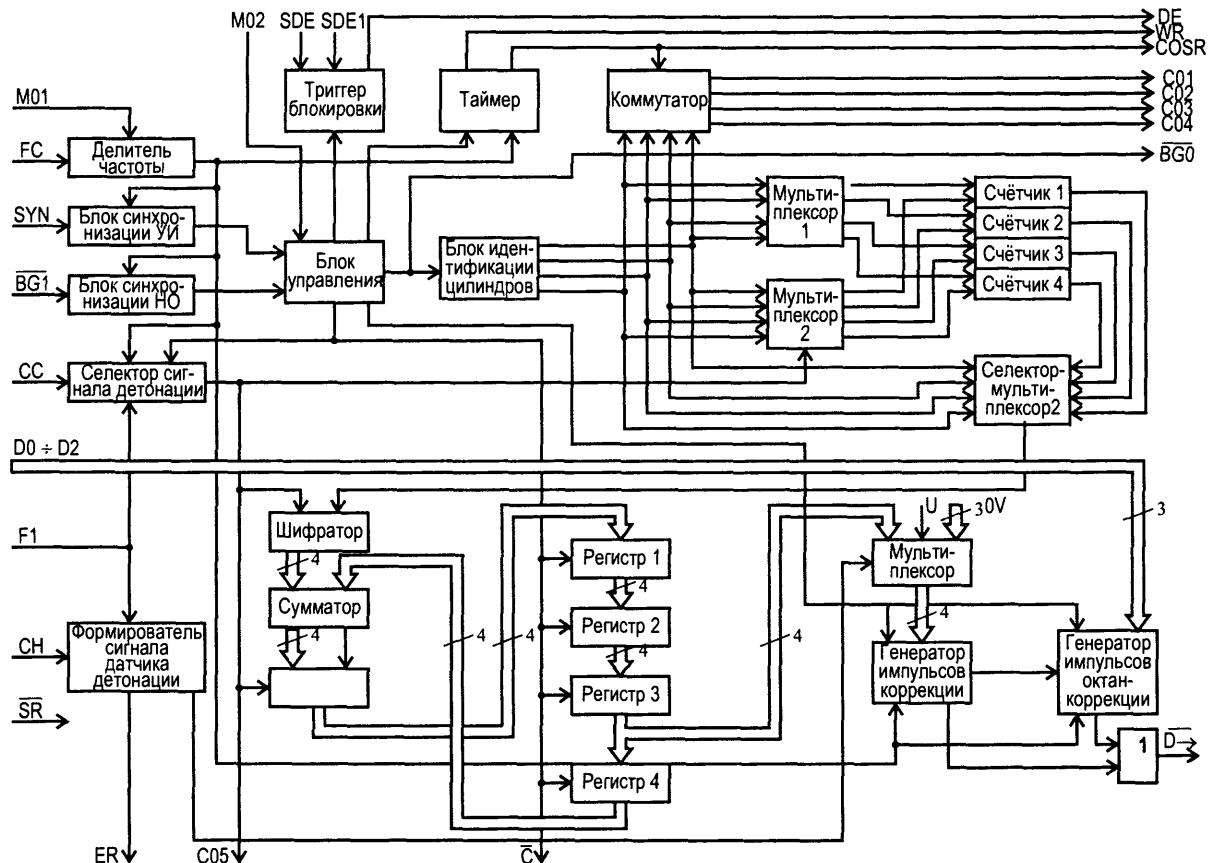 M02 SDE SDE1
DE
WR
COSR
M01
Триггер
блокировки
Таймер
Коммутатор
C01
C02
C03
C04
BG0
FC
Делитель
частоты
SYN
Блок синхро-
низации УИ
BG1
Блок синхро-
низации НО
Блок
управления
Блок иден-
тификации
цилиндров
Мульти-
плексор
1
Мульти-
плексор
2
Счётчик 1
Счётчик 2
Счётчик 3
Счётчик 4
CC
Селектор сиг-
нала детонации
Селектор-
мульти-
плексор2
D0 ÷ D2
F1
Шифратор
4
Сумматор
4
4
4
Регистр 1
4
Регистр 2
4
Регистр 3
Регистр 4
4
U
3 0V
3
Мульти-
плексор
4
CH
Формирователь
сигнала
датчика
детонации
SR
Генератор
импульсов
коррекции
Генератор
импульсов
октан-
коррекции
1
D
ER
C05
C